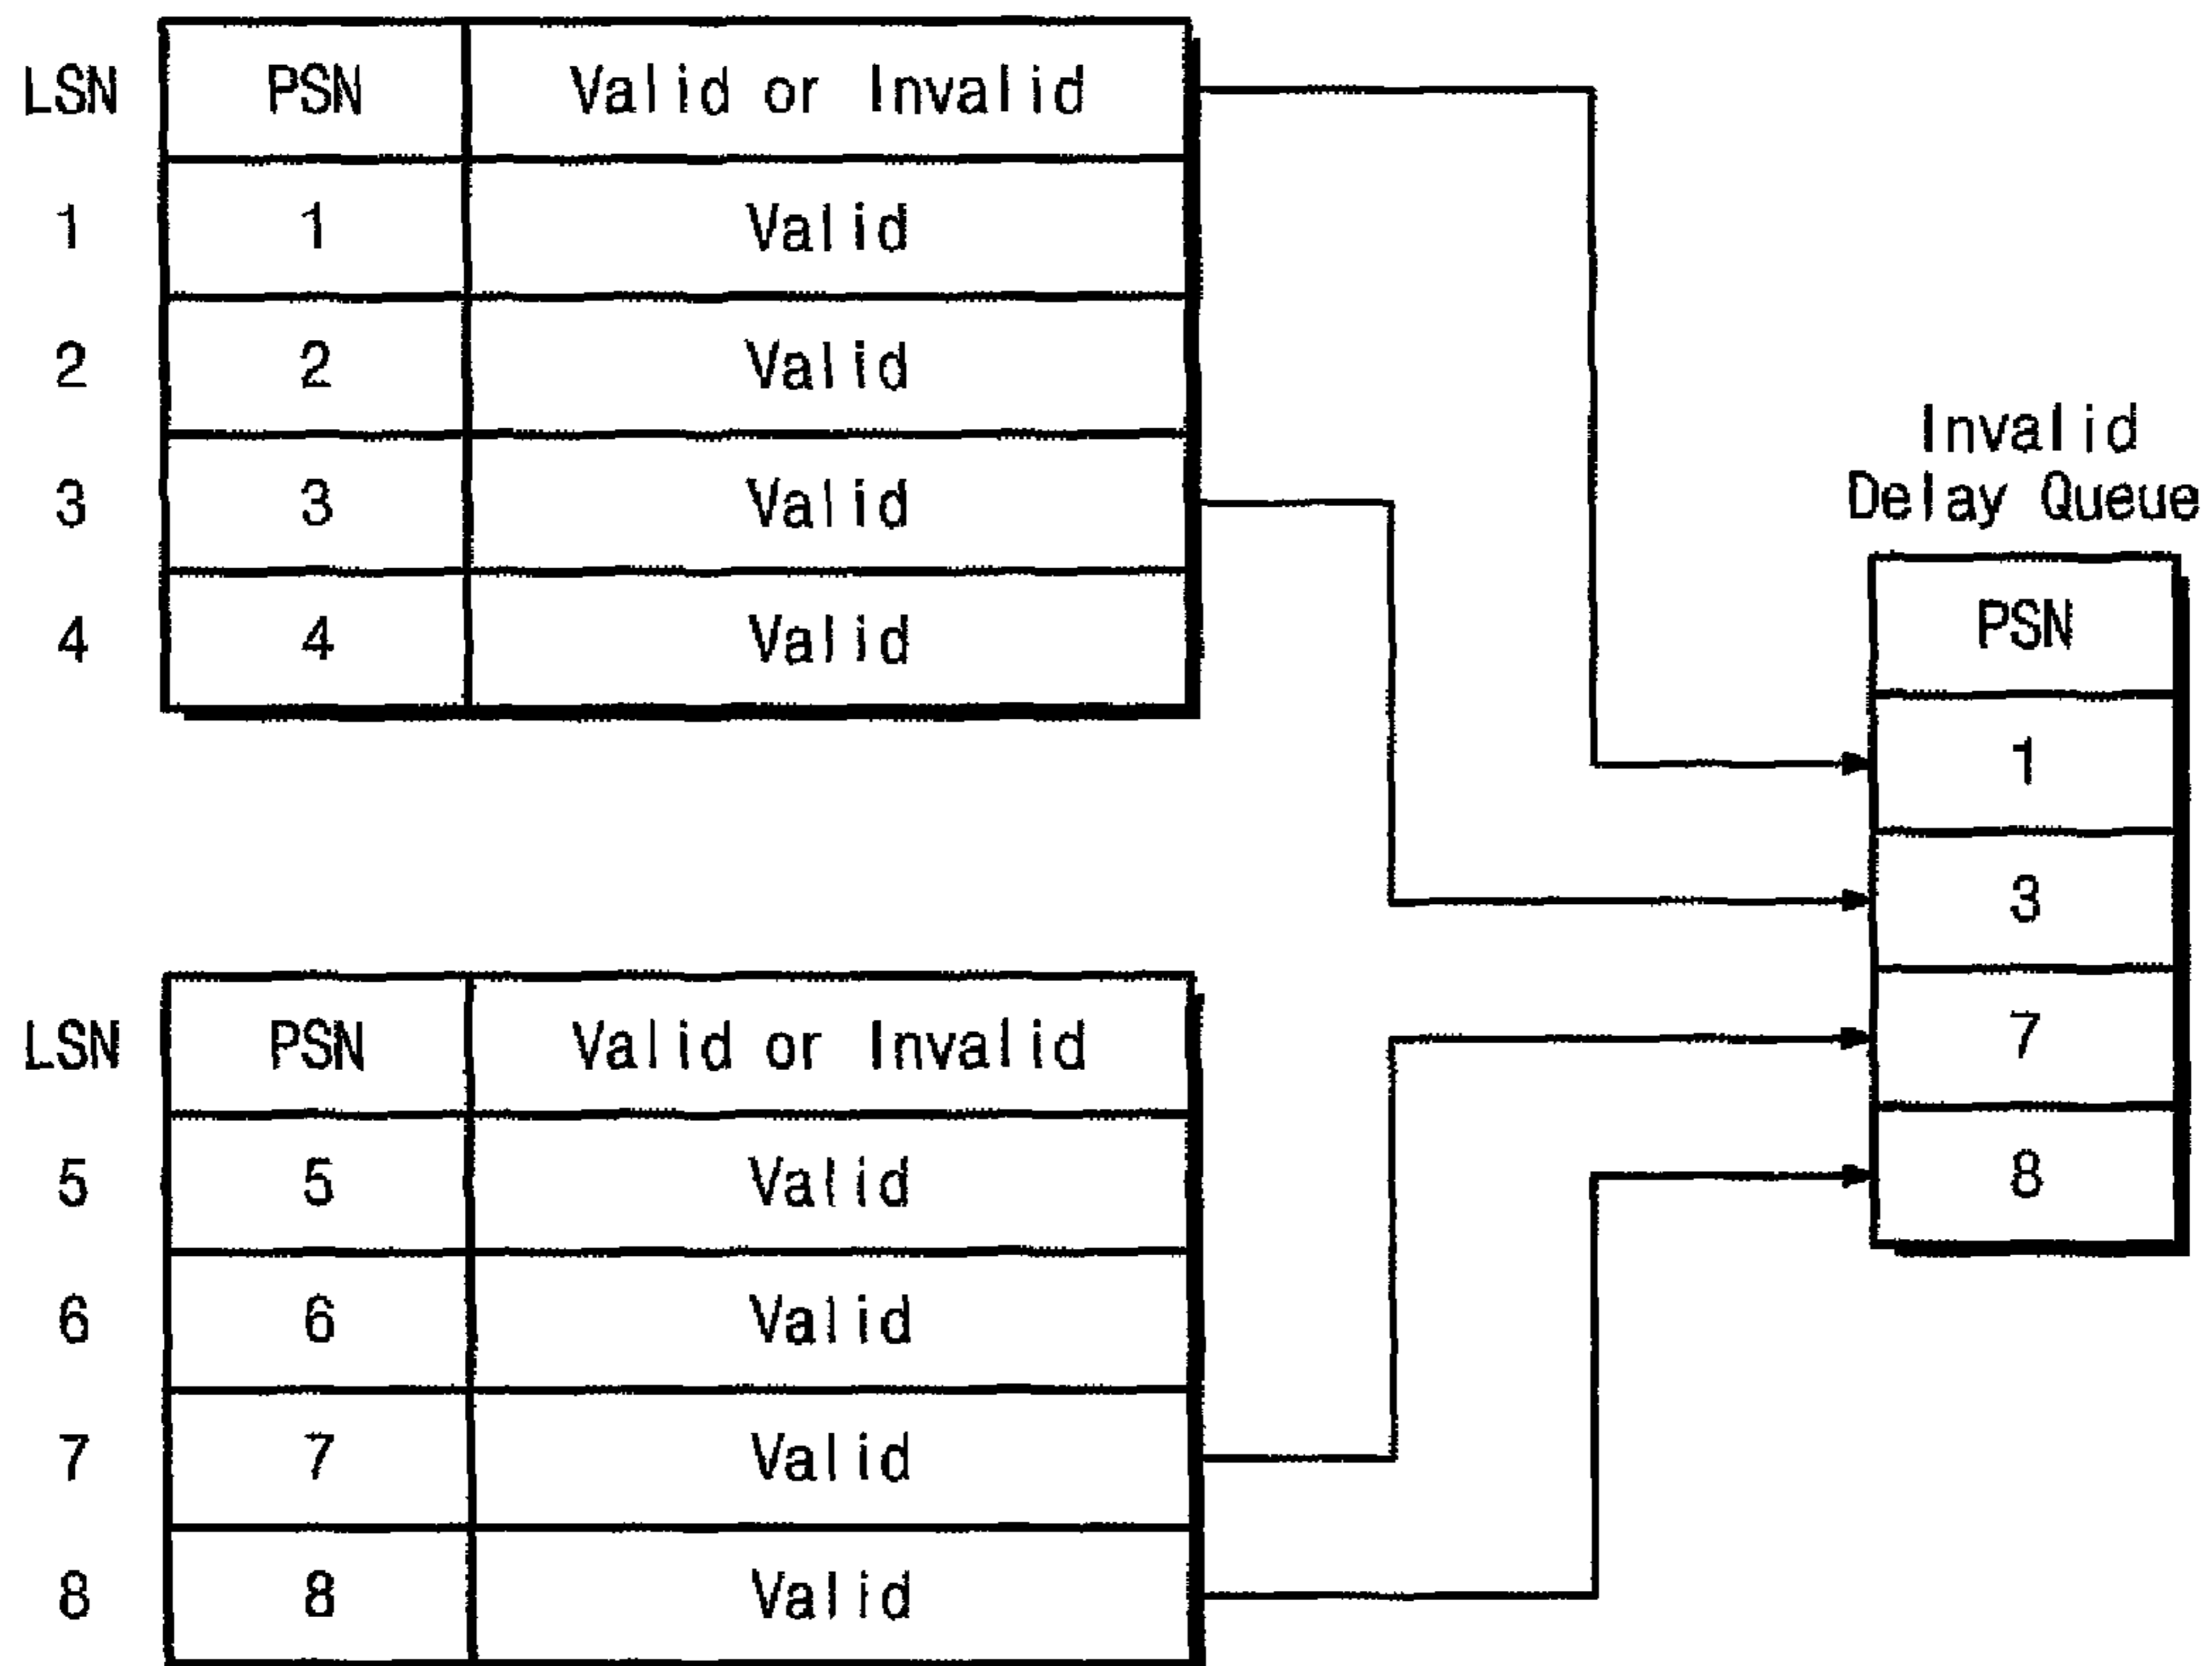 LSN PSN Valid or Invalid
1 1 Valid
2 2 Valid
3 3 Valid
4 4 Valid
Invalid
Delay Queue
PSN
1
3
7
8
LSN PSN Valid or Invalid
5 5 Valid
6 6 Valid
7 7 Valid
8 8 Valid